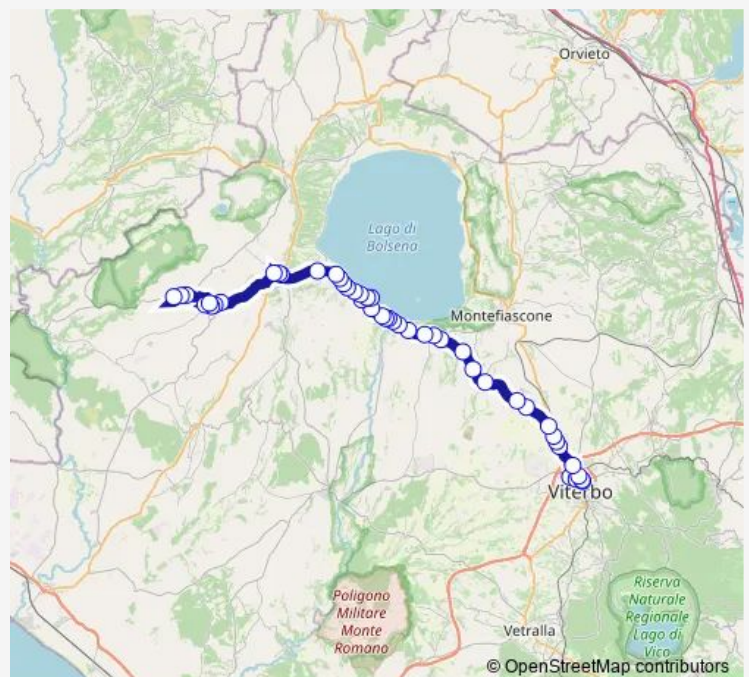 Orvieto
Lago di
Bolsena
Montefiascone
Viterbo
Poligono
Militare
Monte
Romano
Vetralla
Riserva
Naturale
Regionale
Lago di
Vico
© OpenStreetMap contributors